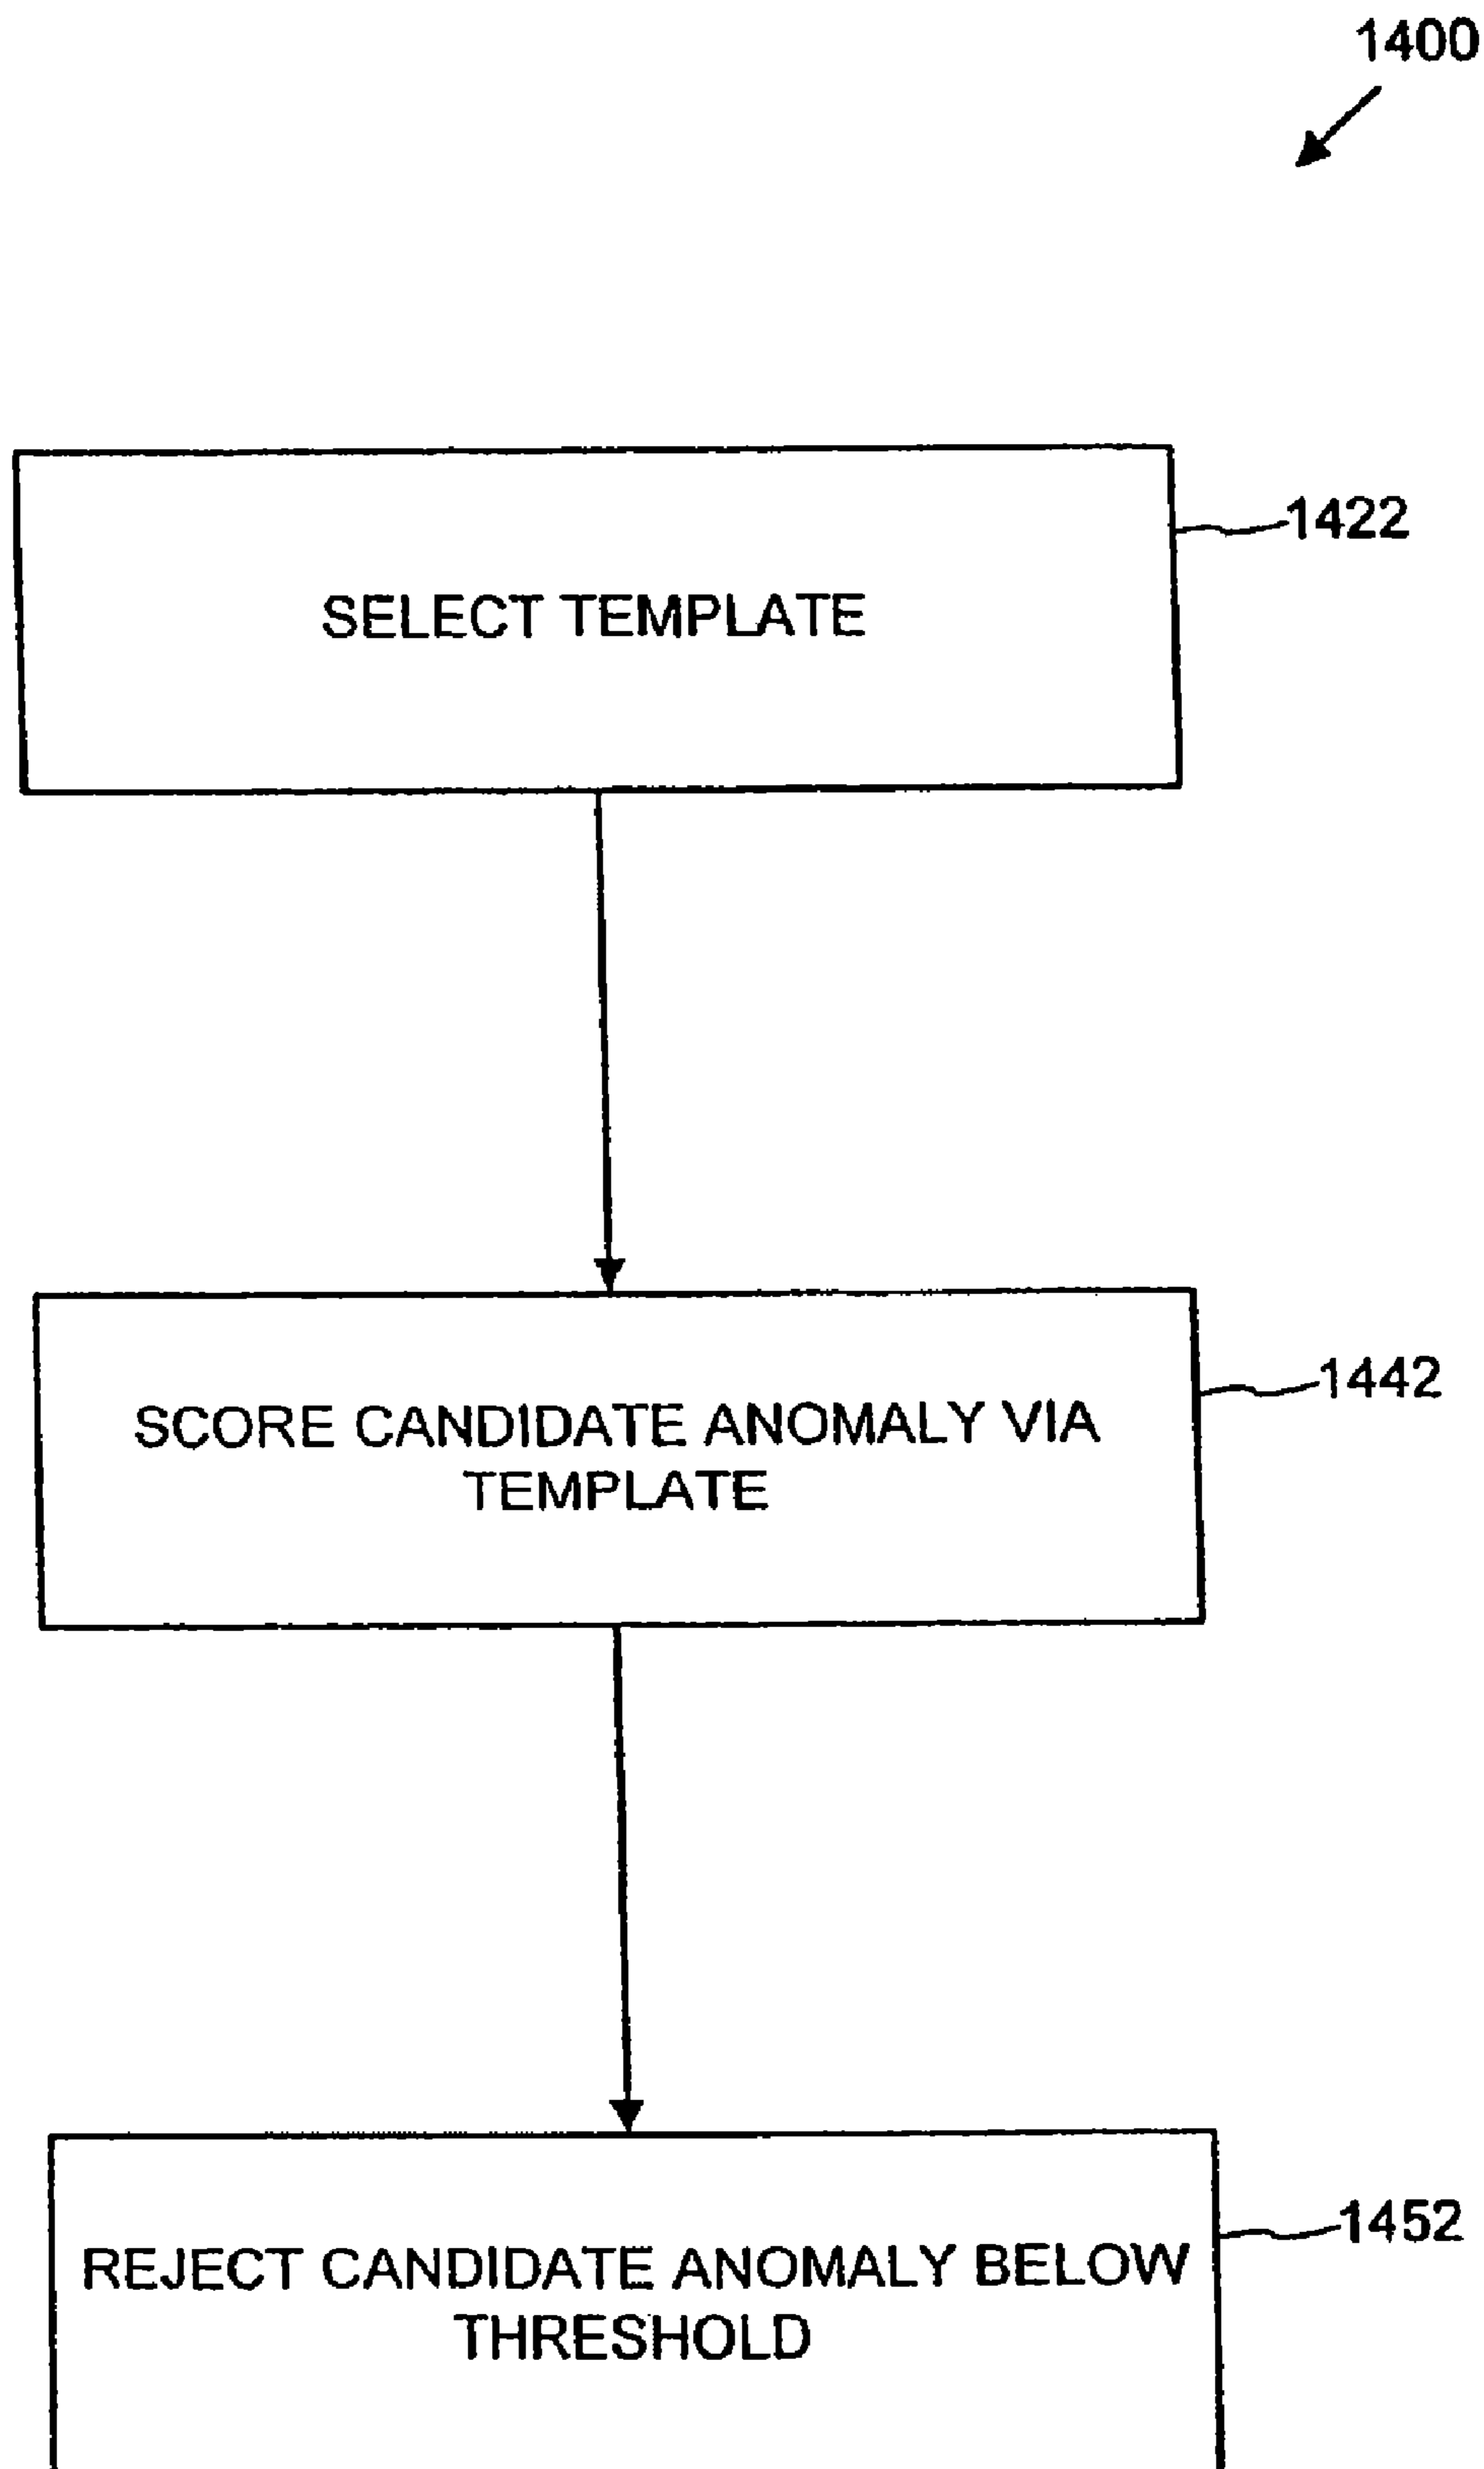 1400
1422
SELECT TEMPLATE
1442
SCORE CANDIDATE ANOMALY VIA
TEMPLATE
1452
REJECT CANDIDATE ANOMALY BELOW
THRESHOLD